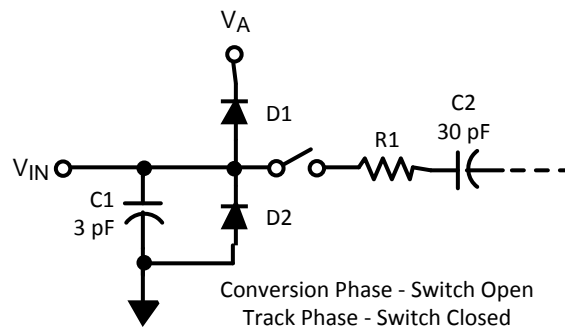 VA
D1
C2
30 pF
R1
VIN
C1
3 pF
D2
Conversion Phase - Switch Open
Track Phase - Switch Closed